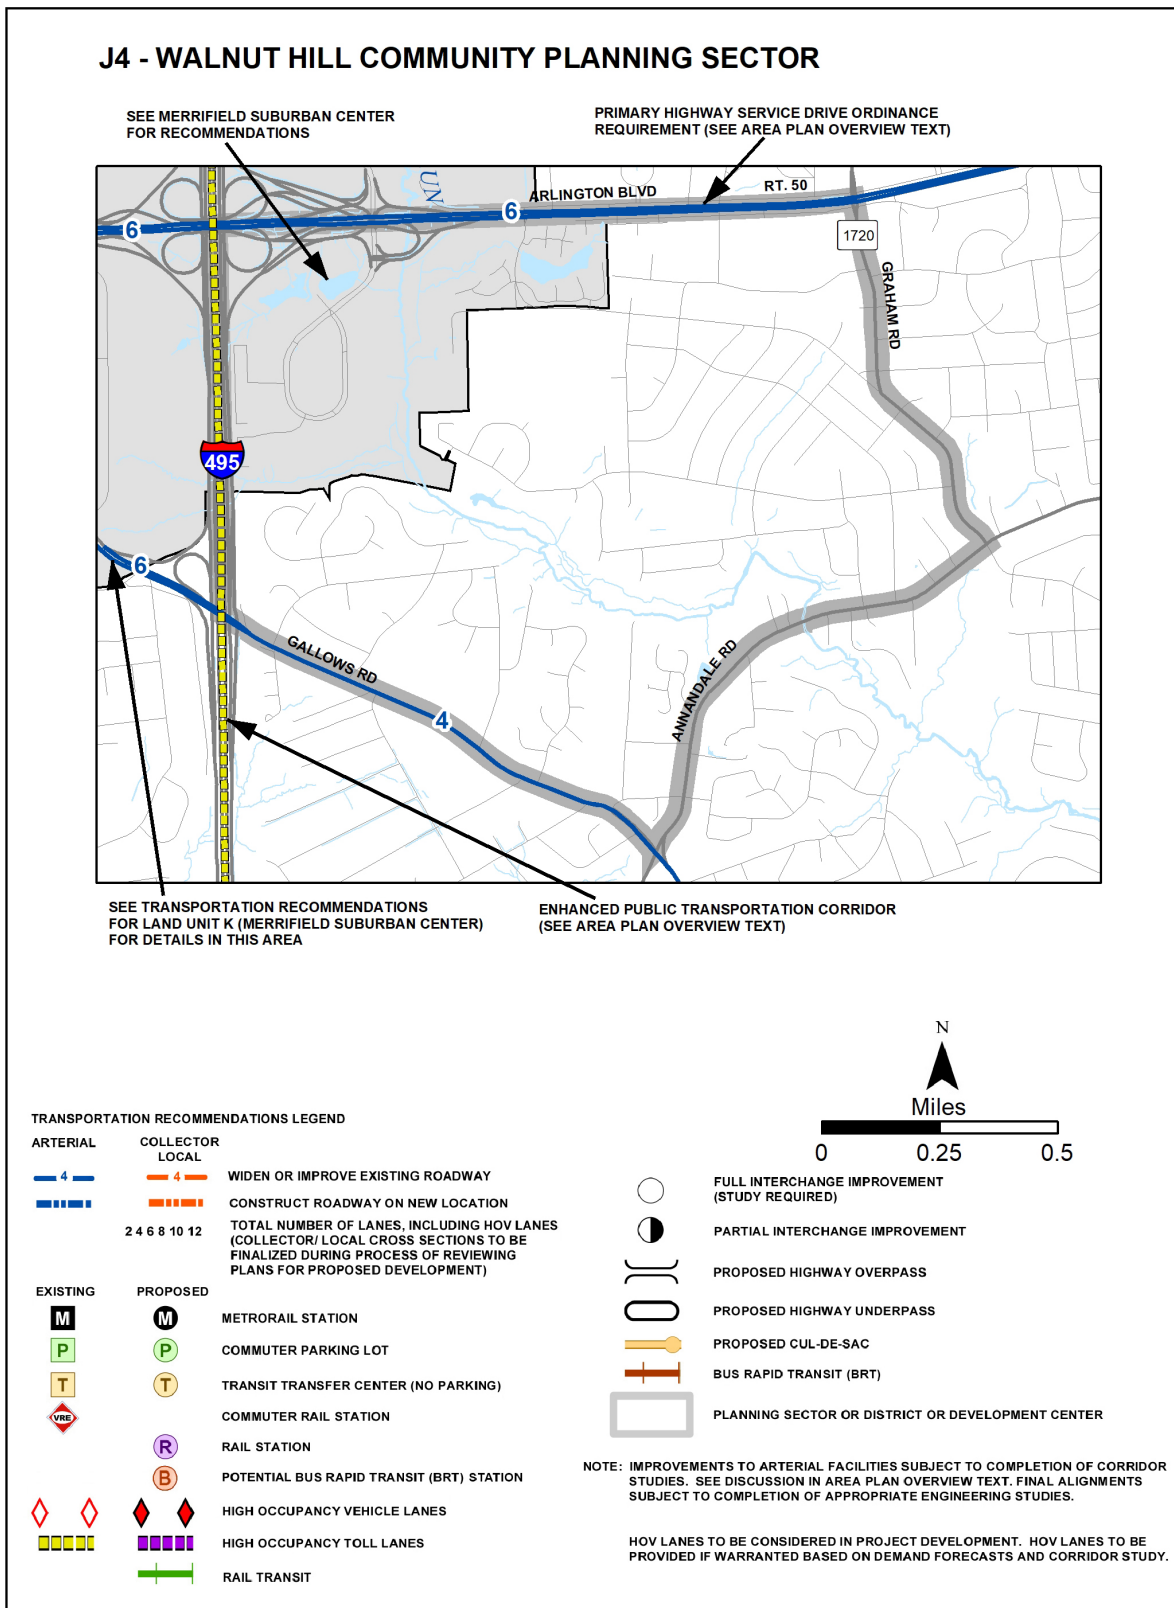 J4 - WALNUT HILL COMMUNITY PLANNING SECTOR
SEE MERRIFIELD SUBURBAN CENTER
FOR RECOMMENDATIONS
PRIMARY HIGHWAY SERVICE DRIVE ORDINANCE
REQUIREMENT (SEE AREA PLAN OVERVIEW TEXT)
UN
ARLINGTON BLVD
RT. 50
6
6
1720
GRAHAM RD
495
6
GALLOWS RD
4
ANNANDALE RD
SEE TRANSPORTATION RECOMMENDATIONS
FOR LAND UNIT K (MERRIFIELD SUBURBAN CENTER)
FOR DETAILS IN THIS AREA
ENHANCED PUBLIC TRANSPORTATION CORRIDOR
(SEE AREA PLAN OVERVIEW TEXT)
N
Miles
0 0.25 0.5
TRANSPORTATION RECOMMENDATIONS LEGEND
ARTERIAL
COLLECTOR
LOCAL
4 4 WIDEN OR IMPROVE EXISTING ROADWAY
CONSTRUCT ROADWAY ON NEW LOCATION
2 4 6 8 10 12 TOTAL NUMBER OF LANES, INCLUDING HOV LANES
(COLLECTOR/ LOCAL CROSS SECTIONS TO BE
FINALIZED DURING PROCESS OF REVIEWING
PLANS FOR PROPOSED DEVELOPMENT)
EXISTING PROPOSED
M M METRORAIL STATION
P P COMMUTER PARKING LOT
T T TRANSIT TRANSFER CENTER (NO PARKING)
VRE COMMUTER RAIL STATION
R RAIL STATION
B POTENTIAL BUS RAPID TRANSIT (BRT) STATION
HIGH OCCUPANCY VEHICLE LANES
HIGH OCCUPANCY TOLL LANES
RAIL TRANSIT
FULL INTERCHANGE IMPROVEMENT
(STUDY REQUIRED)
PARTIAL INTERCHANGE IMPROVEMENT
PROPOSED HIGHWAY OVERPASS
PROPOSED HIGHWAY UNDERPASS
PROPOSED CUL-DE-SAC
BUS RAPID TRANSIT (BRT)
PLANNING SECTOR OR DISTRICT OR DEVELOPMENT CENTER
NOTE: IMPROVEMENTS TO ARTERIAL FACILITIES SUBJECT TO COMPLETION OF CORRIDOR
STUDIES. SEE DISCUSSION IN AREA PLAN OVERVIEW TEXT. FINAL ALIGNMENTS
SUBJECT TO COMPLETION OF APPROPRIATE ENGINEERING STUDIES.
HOV LANES TO BE CONSIDERED IN PROJECT DEVELOPMENT. HOV LANES TO BE
PROVIDED IF WARRANTED BASED ON DEMAND FORECASTS AND CORRIDOR STUDY.